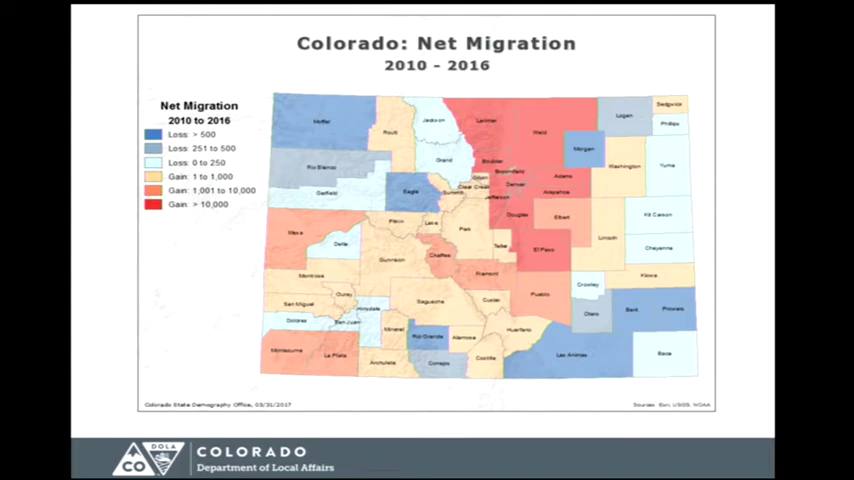 Colorado: Net Migration
2010 - 2016
Net Migration
2010 to 2016
Loss: > 500
Loss: 251 to 500
Loss: 0 to 250
Gain: 1 to 1,000
Gain: 1,001 to 10,000
Gain: > 10,000
Moffat
Routt
Jackson
Larimer
Weld
Logan
Sedgwick
Phillips
Morgan
Rio Blanco
Grand
Boulder
Broomfield
Washington
Yuma
Garfield
Eagle
Gilpin
Clear Creek
Summit
Denver
Adams
Arapahoe
Jefferson
Pitkin
Lake
Park
Douglas
Elbert
Kit Carson
Mesa
Delta
Chaffee
Teller
El Paso
Lincoln
Cheyenne
Gunnison
Montrose
Fremont
Kiowa
Ouray
Saguache
Custer
Pueblo
Crowley
San Miguel
Hinsdale
Otero
Bent
Prowers
Dolores
San Juan
Mineral
Rio Grande
Alamosa
Huerfano
Montezuma
La Plata
Archuleta
Conejos
Costilla
Las Animas
Baca
Colorado State Demography Office, 03/31/2017
Sources: Esri, USGS, NOAA
CO
DOLA
COLORADO
Department of Local Affairs